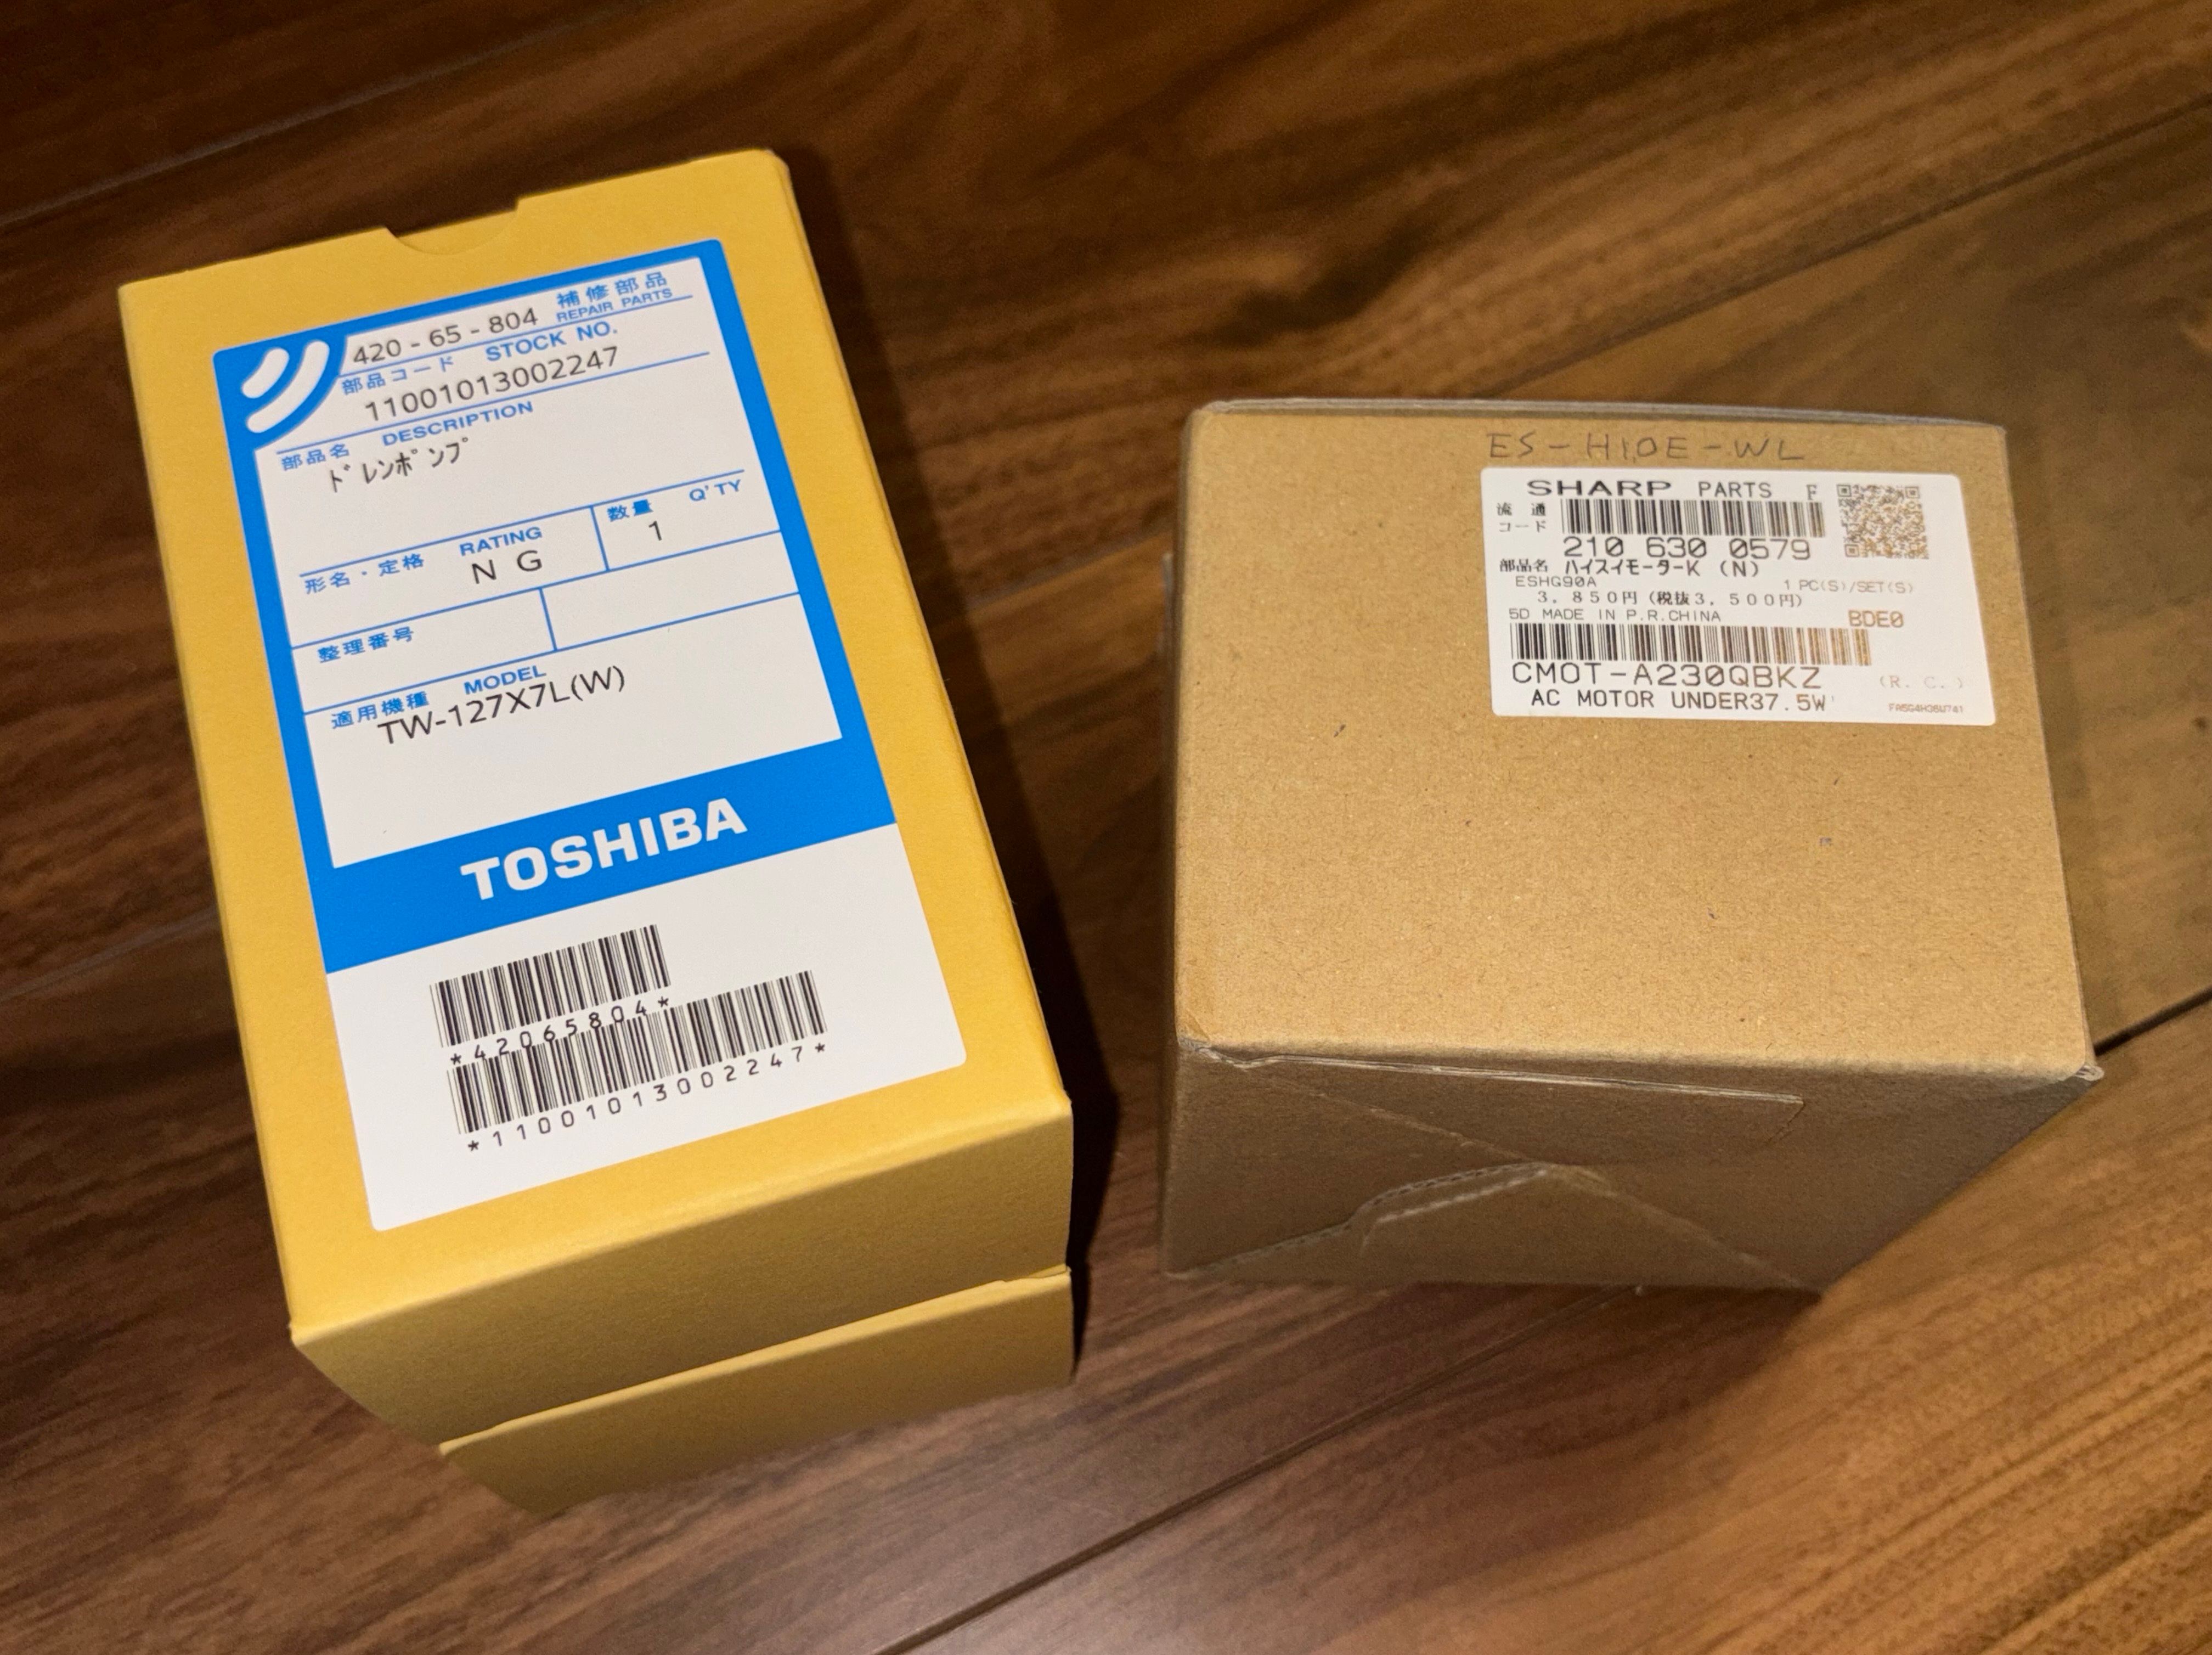 420 - 65 - 804 補修部品 REPAIR PARTS
部品コード STOCK NO.
11001013002247
部品名 DESCRIPTION
ドレンポンプ
形名・定格 RATING
N G
数量 Q'TY
1
整理番号
適用機種 MODEL
TW-127X7L(W)
TOSHIBA
*42065804*
*11001013002247*
ES-H10E-WL
SHARP PARTS F
流通コード
210 630 0579
部品名 ハイスイモーターK (N)
ESHG90A 1 PC(S)/SET(S)
3,850円(税抜3,500円)
5D MADE IN P.R.CHINA BDE0
CMOT-A230QBKZ (R. C. )
AC MOTOR UNDER37.5W